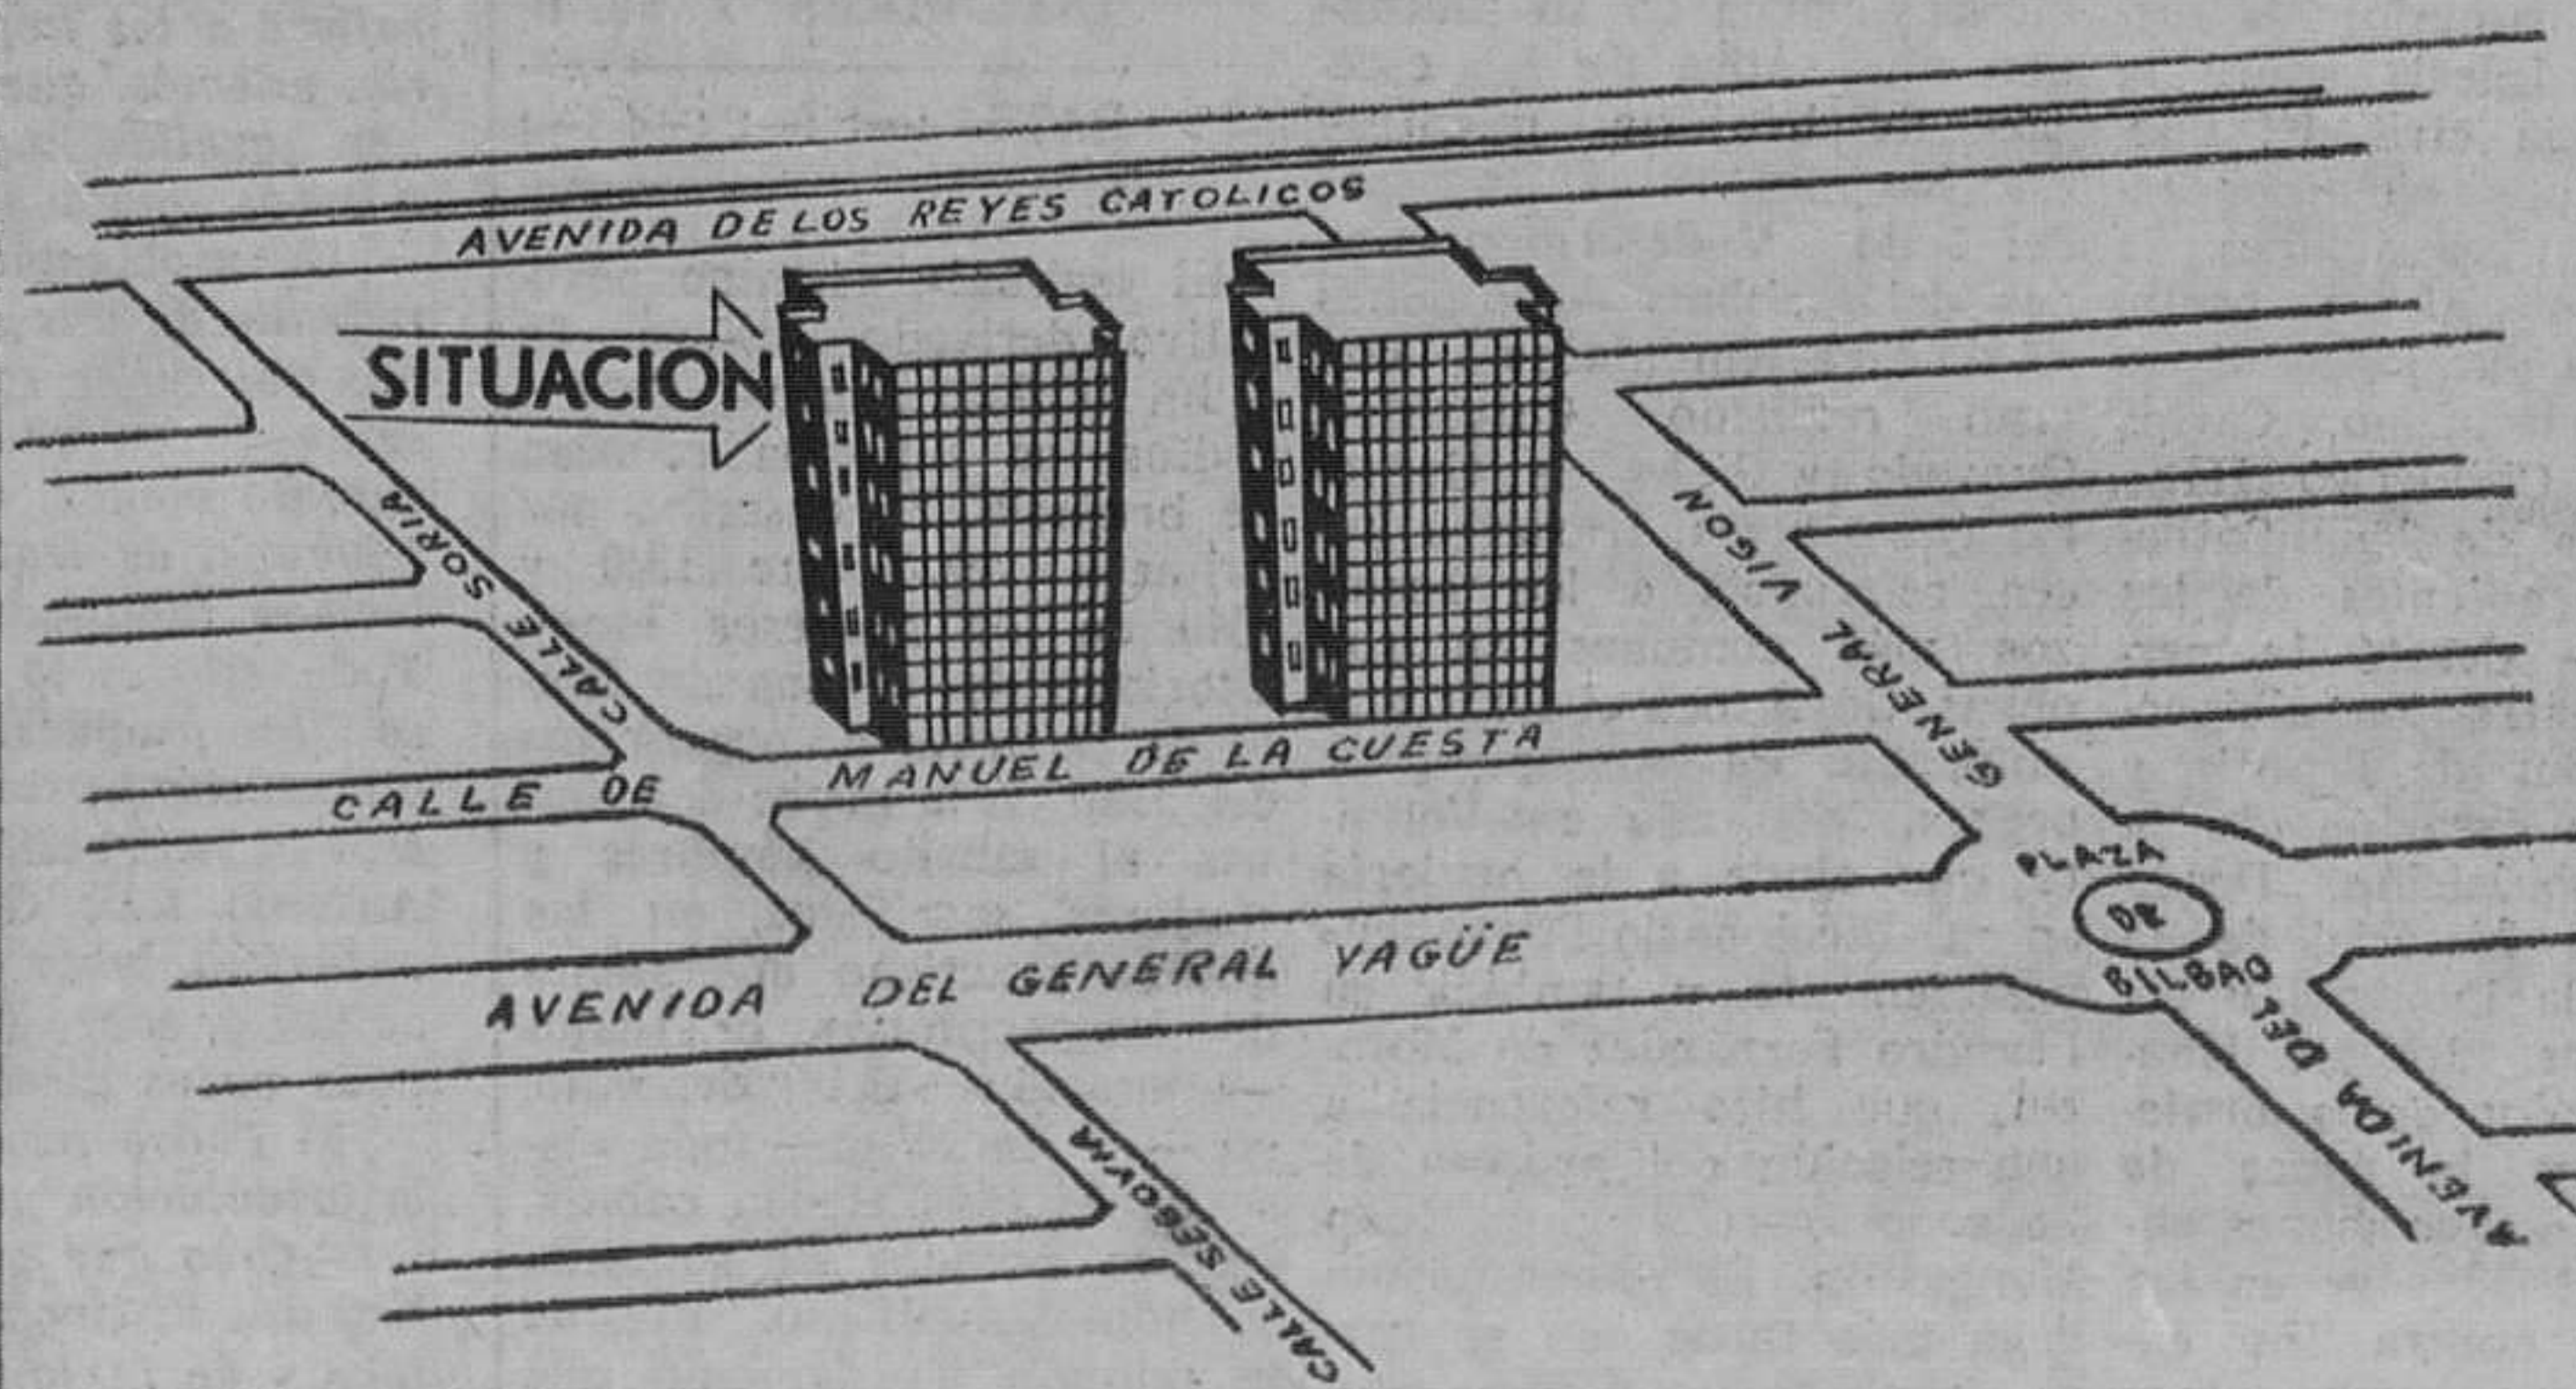 AVENIDA DE LOS REYES CATOLICOS
SITUACION
CALLE SORIA
GENERAL VIGON
CALLE DE MANUEL DE LA CUESTA
PLAZA
DE
BILBAO
AVENIDA DEL GENERAL YAGÜE
AVENIDA DEL
CALLE SEGOVIA